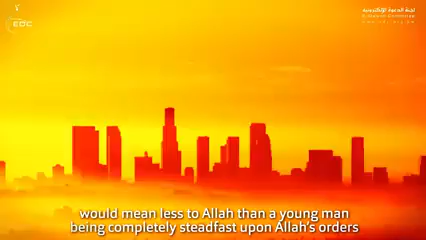 EDC
لجنة الدعوة الإلكترونية
would mean less to Allah than a young man
being completely steadfast upon Allah's orders